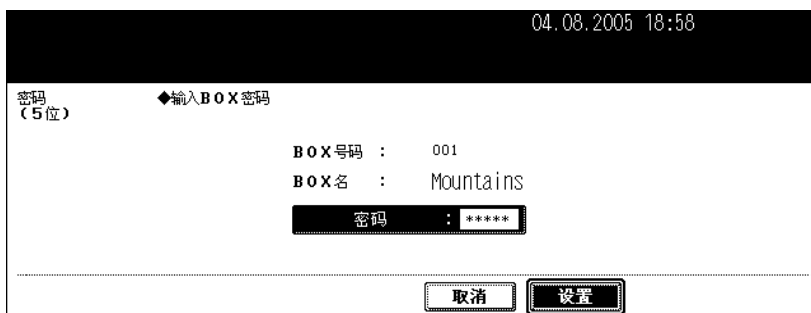 04.08.2005 18:58
密码
(5位)
◆输入BOX密码
BOX号码 : 001
BOX名 : Mountains
密码 : *****
取消 设置